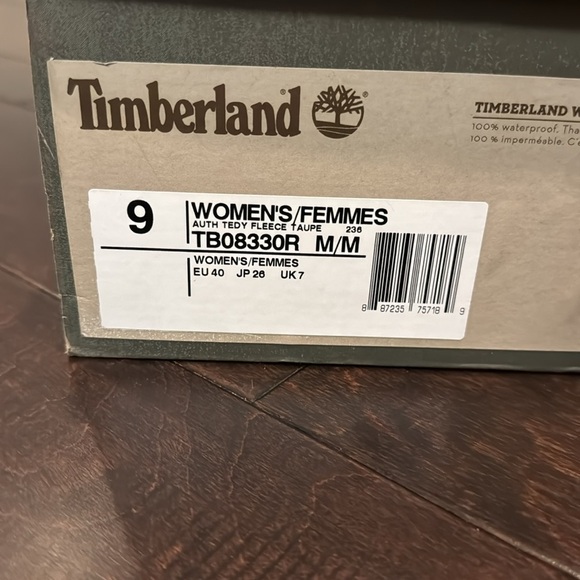 Timberland®
TIMBERLAND
100% waterproof.
100 % imperméable.
9
WOMEN'S/FEMMES
AUTH TEDY FLEECE TAUPE 236
TB08330R M/M
WOMEN'S/FEMMES
EU 40 JP 26 UK 7
8 87235 75718 9